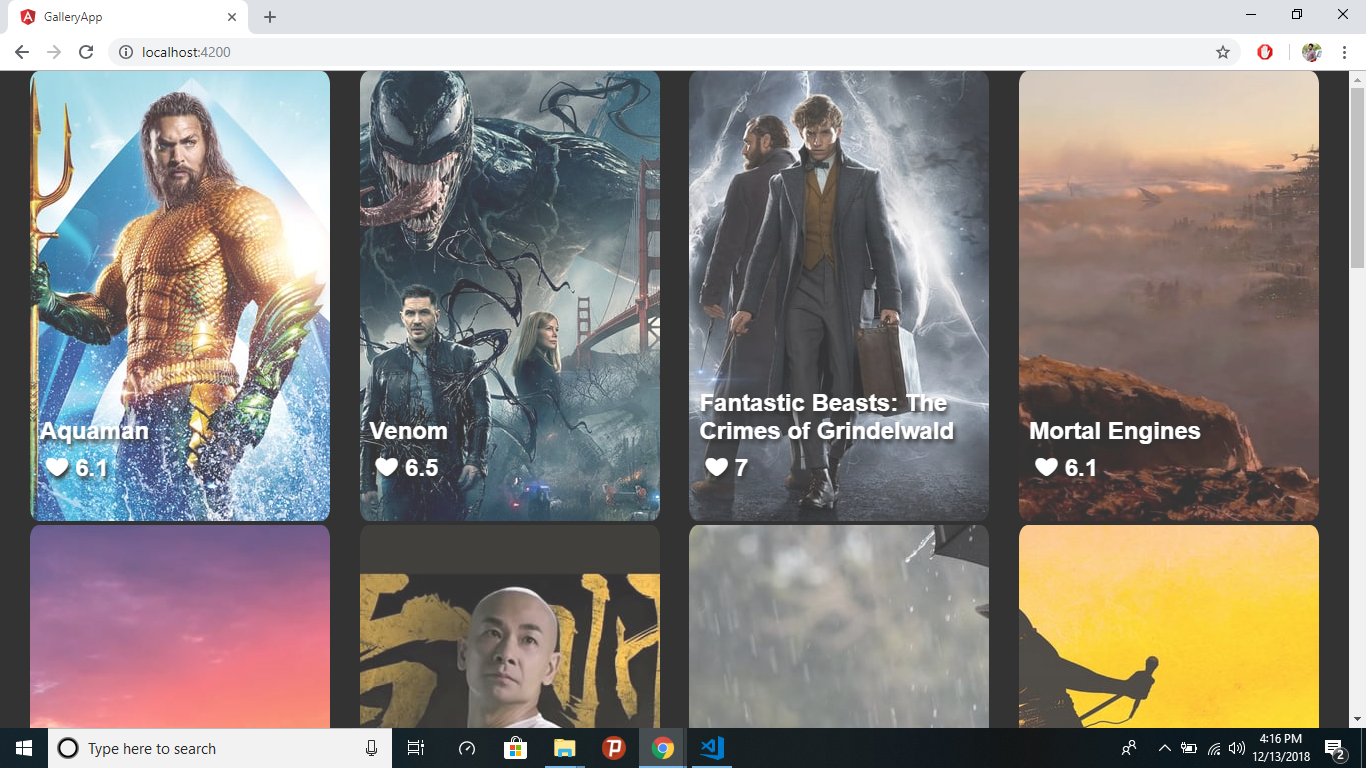 GalleryApp
localhost:4200
Aquaman
6.1
Venom
6.5
Fantastic Beasts: The
Crimes of Grindelwald
7
Mortal Engines
6.1
Type here to search
4:16 PM
12/13/2018
2